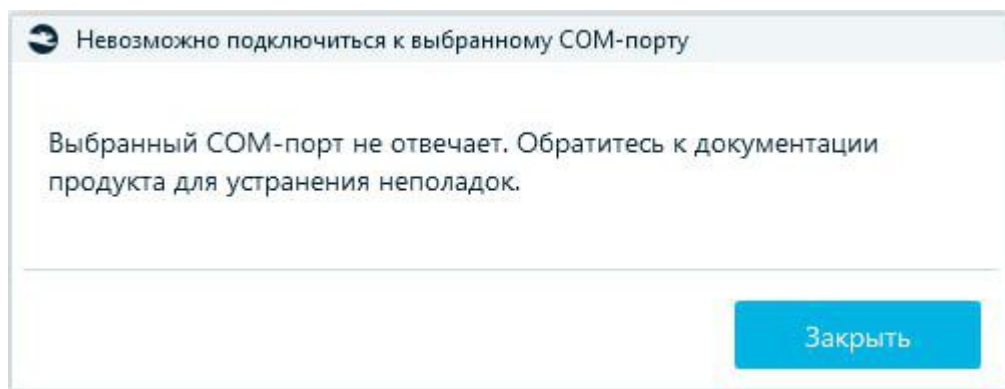 Невозможно подключиться к выбранному COM-порту
Выбранный COM-порт не отвечает. Обратитесь к документации
продукта для устранения неполадок.
Закрыть